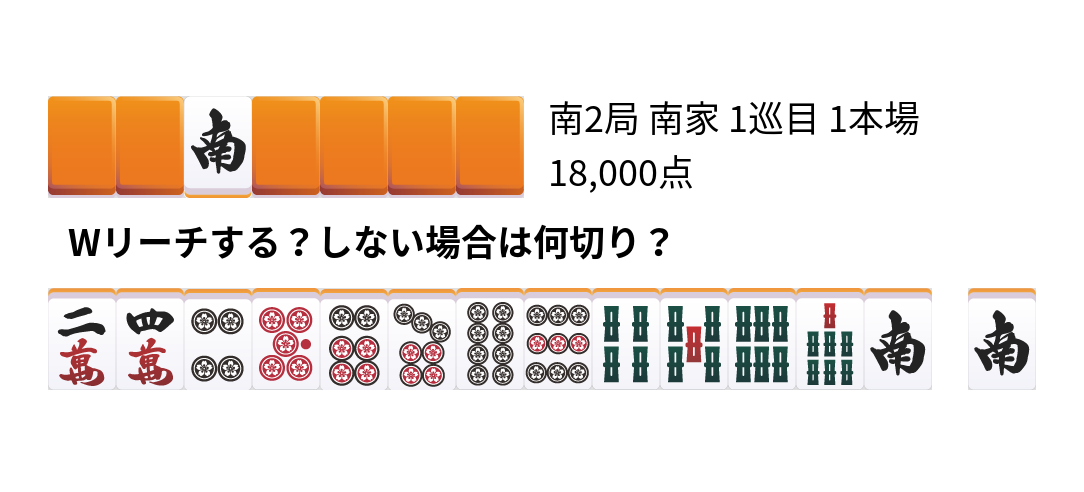 南
南2局 南家 1巡目 1本場
18,000点
Wリーチする？しない場合は何切り？
二萬 四萬 南 南